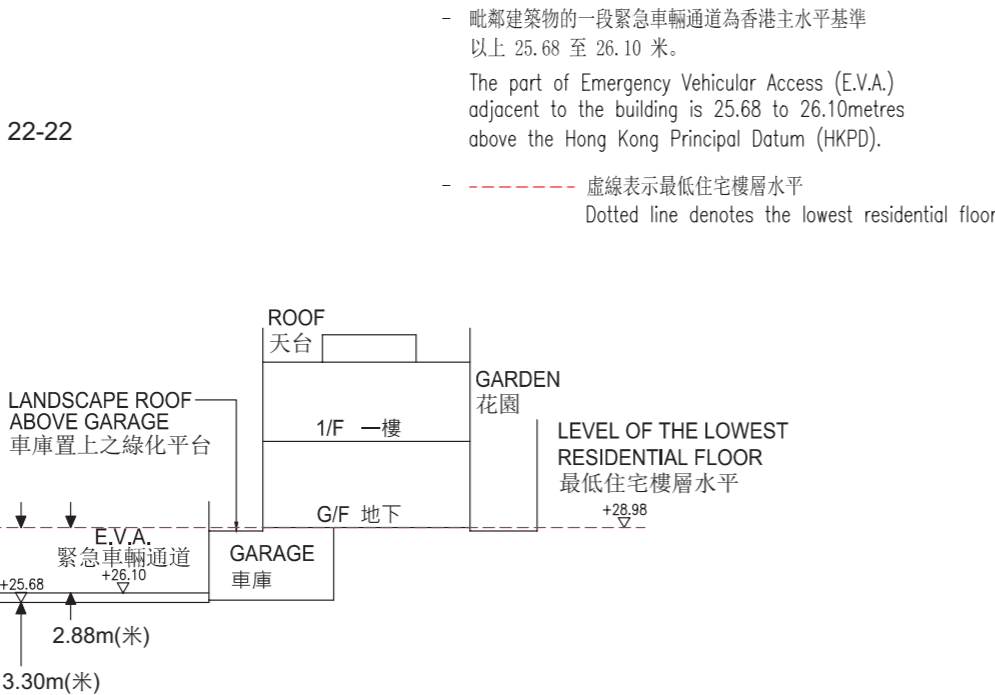 - 毗鄰建築物的一段緊急車輛通道為香港主水平基準
以上 25.68 至 26.10 米。
The part of Emergency Vehicular Access (E.V.A.)
adjacent to the building is 25.68 to 26.10metres
above the Hong Kong Principal Datum (HKPD).
22-22
- 虛線表示最低住宅樓層水平
Dotted line denotes the lowest residential floor
ROOF
天台
GARDEN
花園
LANDSCAPE ROOF
ABOVE GARAGE
車庫置上之綠化平台
1/F 一樓
LEVEL OF THE LOWEST
RESIDENTIAL FLOOR
最低住宅樓層水平
+28.98
G/F 地下
E.V.A.
緊急車輛通道
+26.10
+25.68
GARAGE
車庫
2.88m(米)
3.30m(米)